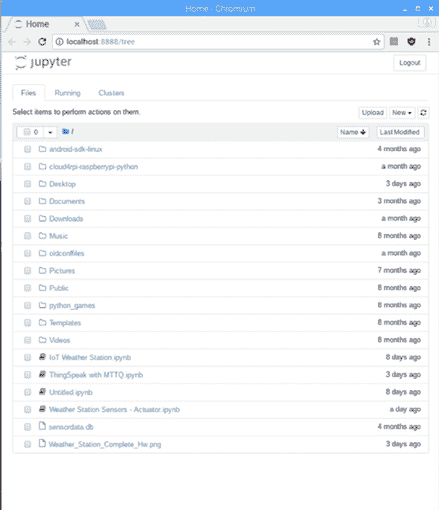 Home - Chromium
Home
localhost:8888/tree
jupyter
Logout
Files Running Clusters
Select items to perform actions on them.
Upload New
0 / Name Last Modified
android-sdk-linux 4 months ago
cloud4rpi-raspberrypi-python a month ago
Desktop 3 days ago
Documents 3 months ago
Downloads a month ago
Music 8 months ago
oldconffiles a month ago
Pictures 7 months ago
Public 8 months ago
python_games 8 months ago
Templates 8 months ago
Videos 8 months ago
IoT Weather Station.ipynb 8 days ago
ThingSpeak with MTTQ.ipynb 3 days ago
Untitled.ipynb 8 days ago
Weather Station Sensors - Actuator.ipynb a day ago
sensordata.db 4 months ago
Weather_Station_Complete_Hw.png 3 days ago